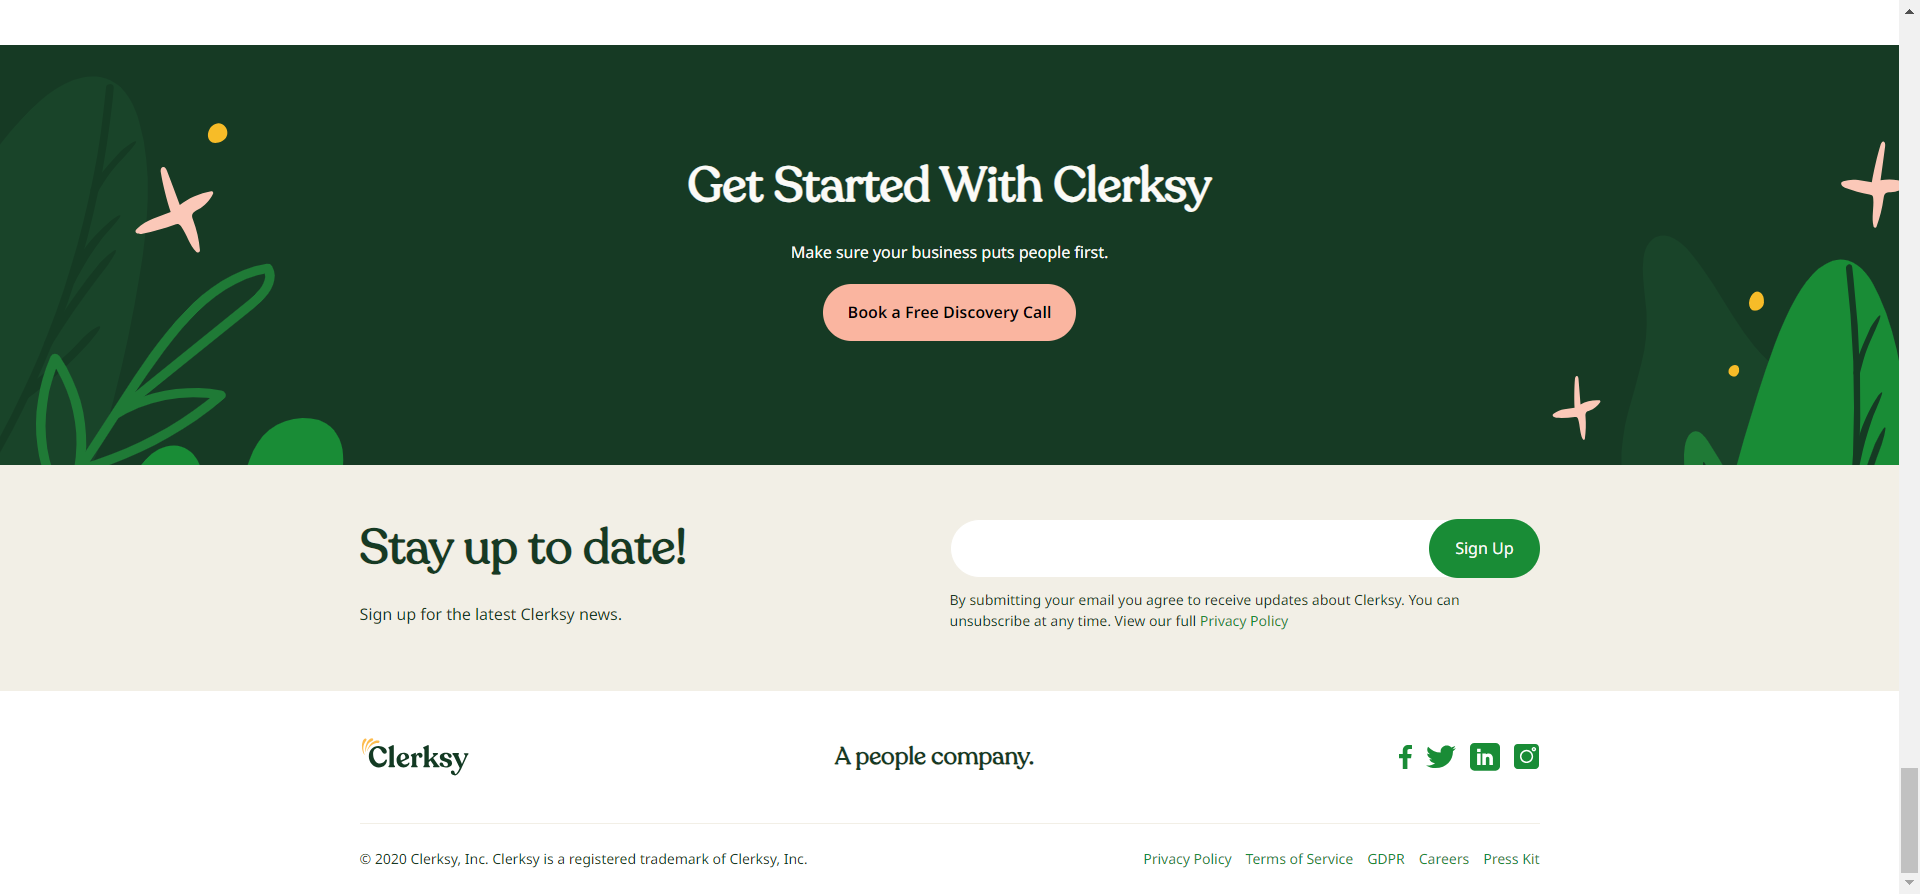 Get Started With Clerksy
Make sure your business puts people first.
Book a Free Discovery Call
Stay up to date!
Sign up for the latest Clerksy news.
Sign Up
By submitting your email you agree to receive updates about Clerksy. You can
unsubscribe at any time. View our full Privacy Policy
Clerksy
A people company.
© 2020 Clerksy, Inc. Clerksy is a registered trademark of Clerksy, Inc.
Privacy Policy Terms of Service GDPR Careers Press Kit